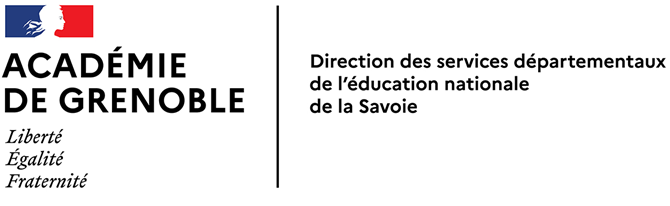 ACADÉMIE
DE GRENOBLE
Liberté
Égalité
Fraternité
Direction des services départementaux
de l’éducation nationale
de la Savoie